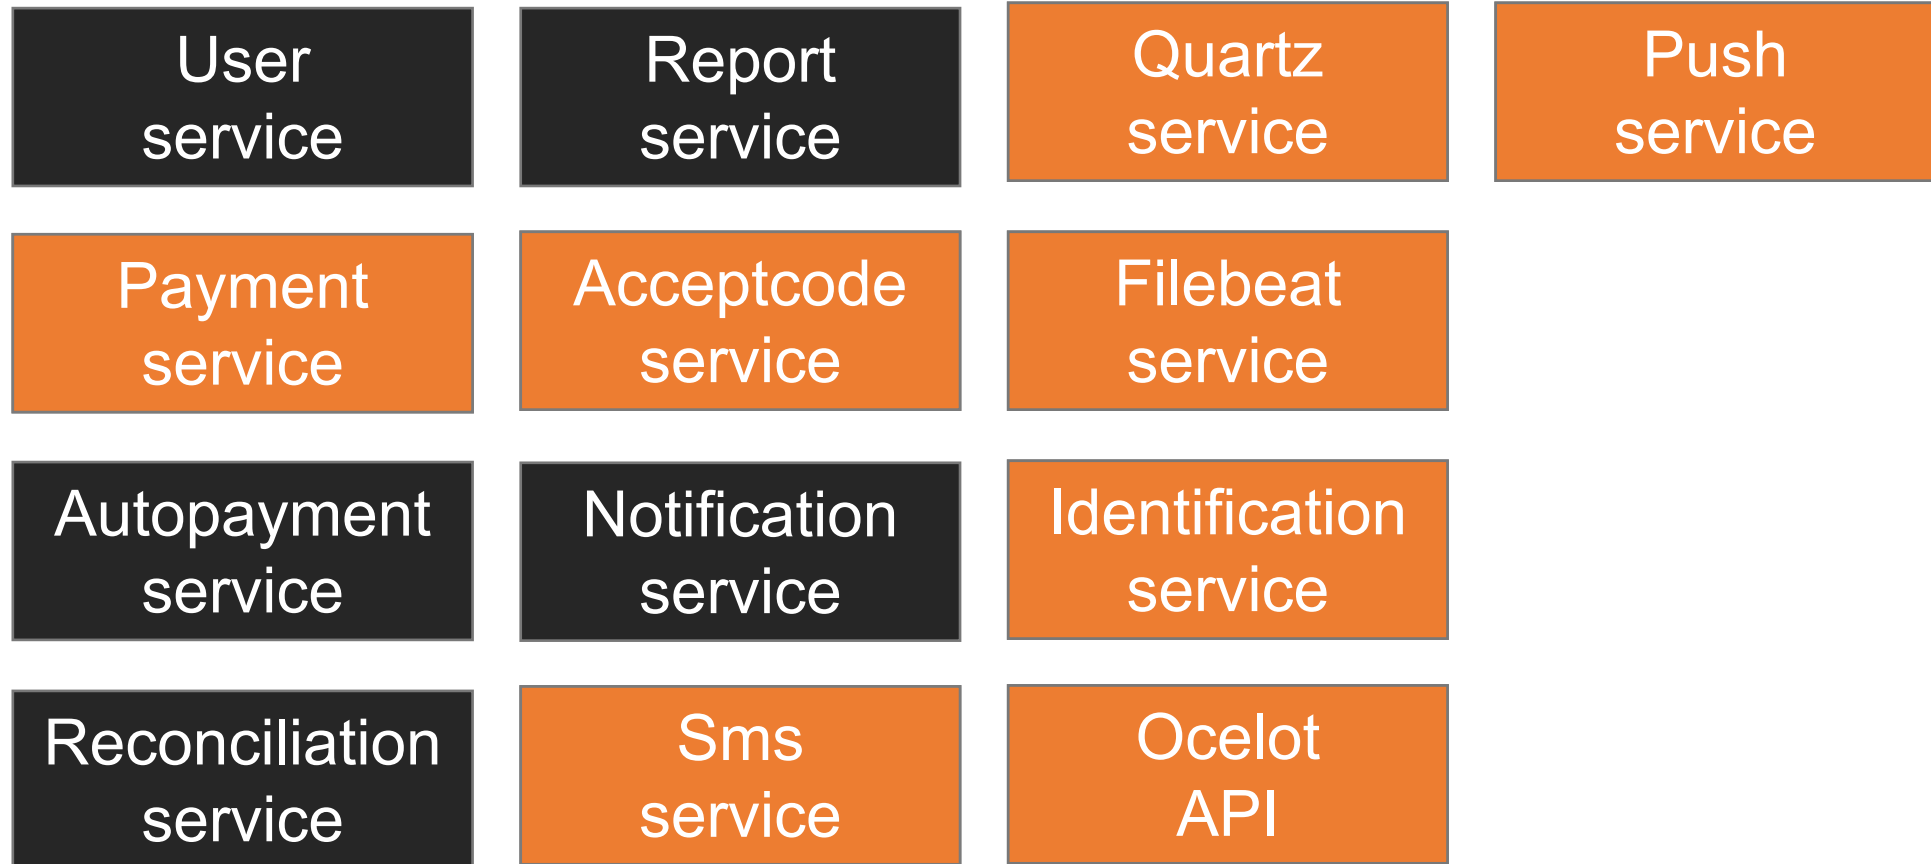 User
service
Report
service
Quartz
service
Push
service
Payment
service
Acceptcode
service
Filebeat
service
Autopayment
service
Notification
service
Identification
service
Reconciliation
service
Sms
service
Ocelot
API